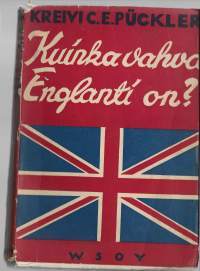 KREIVI C. E. PÜCKLER
Kuinka vahva
Englanti on?
WSOY